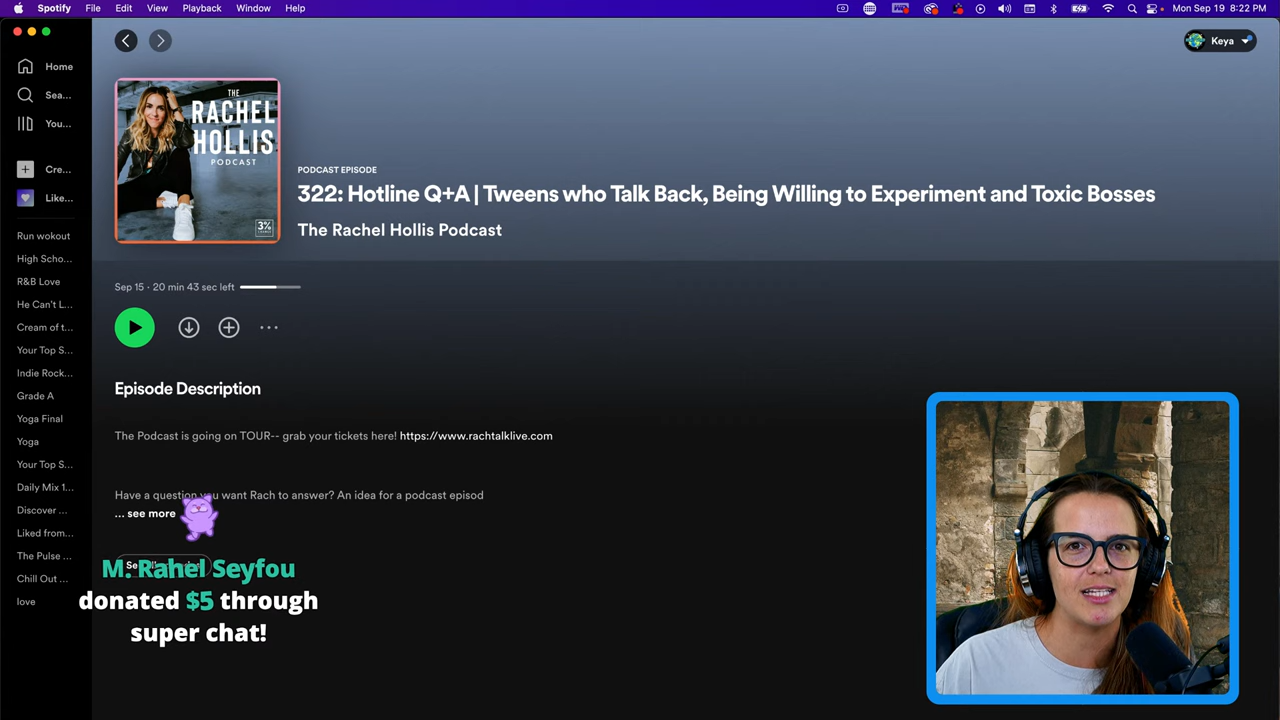 Spotify File Edit View Playback Window Help
Mon Sep 19 8:22 PM
Keya
Home
Sea...
You...
Cre...
Like...
Run wokout
High Scho...
R&B Love
He Can't L...
Cream of t...
Your Top S...
Indie Rock...
Grade A
Yoga Final
Yoga
Your Top S...
Daily Mix 1...
Discover ...
Liked from...
The Pulse ...
Chill Out ...
love
THE
RACHEL
HOLLIS
PODCAST
3%
PODCAST EPISODE
322: Hotline Q+A | Tweens who Talk Back, Being Willing to Experiment and Toxic Bosses
The Rachel Hollis Podcast
Sep 15 · 20 min 43 sec left
Episode Description
The Podcast is going on TOUR-- grab your tickets here! https://www.rachtalklive.com
Have a question you want Rach to answer? An idea for a podcast episod
... see more
M. Rahel Seyfou
donated $5 through
super chat!